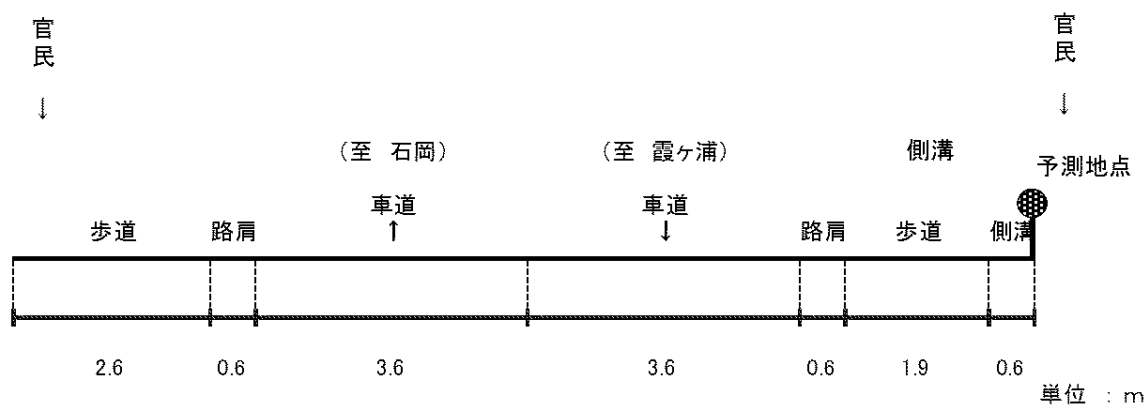 官民
↓
官民
↓
(至 石岡)
(至 霞ヶ浦)
側溝
予測地点
車道
↑
車道
↓
歩道
路肩
路肩
歩道
側溝
2.6
0.6
3.6
3.6
0.6
1.9
0.6
単位 : m